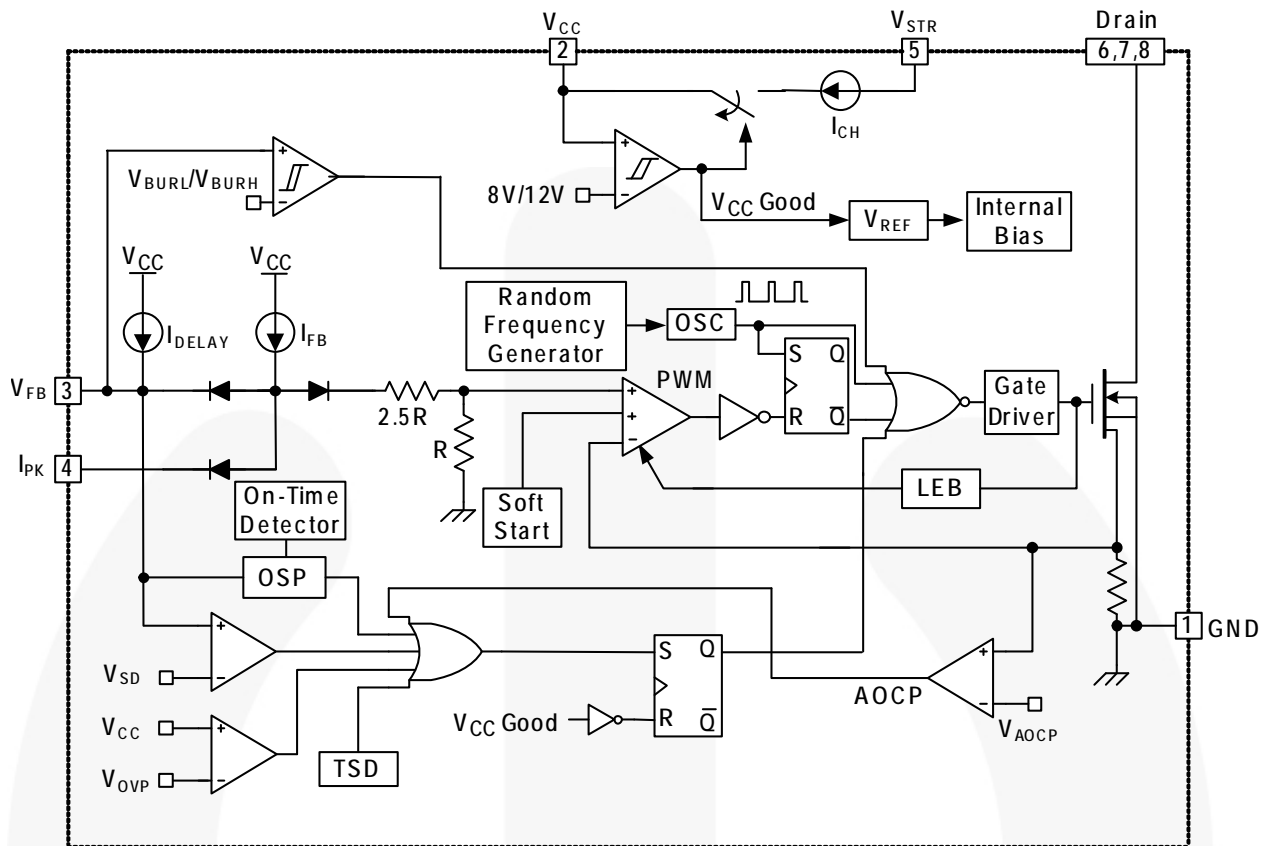 VCC
VSTR
Drain
2
5
6,7,8
ICH
+
-
8V/12V
VCC Good
VREF
Internal
Bias
+
-
VBURL/VBURH
VCC
VCC
IDELAY
IFB
VFB
3
IPK
4
2.5R
R
Random
Frequency
Generator
OSC
PWM
+
+
-
S Q
R Q̅
Gate
Driver
LEB
Soft
Start
On-Time
Detector
OSP
+
-
VSD
VCC
VOVP
+
-
TSD
VCC Good
S Q
R Q̅
AOCP
+
-
VAOCP
1
GND